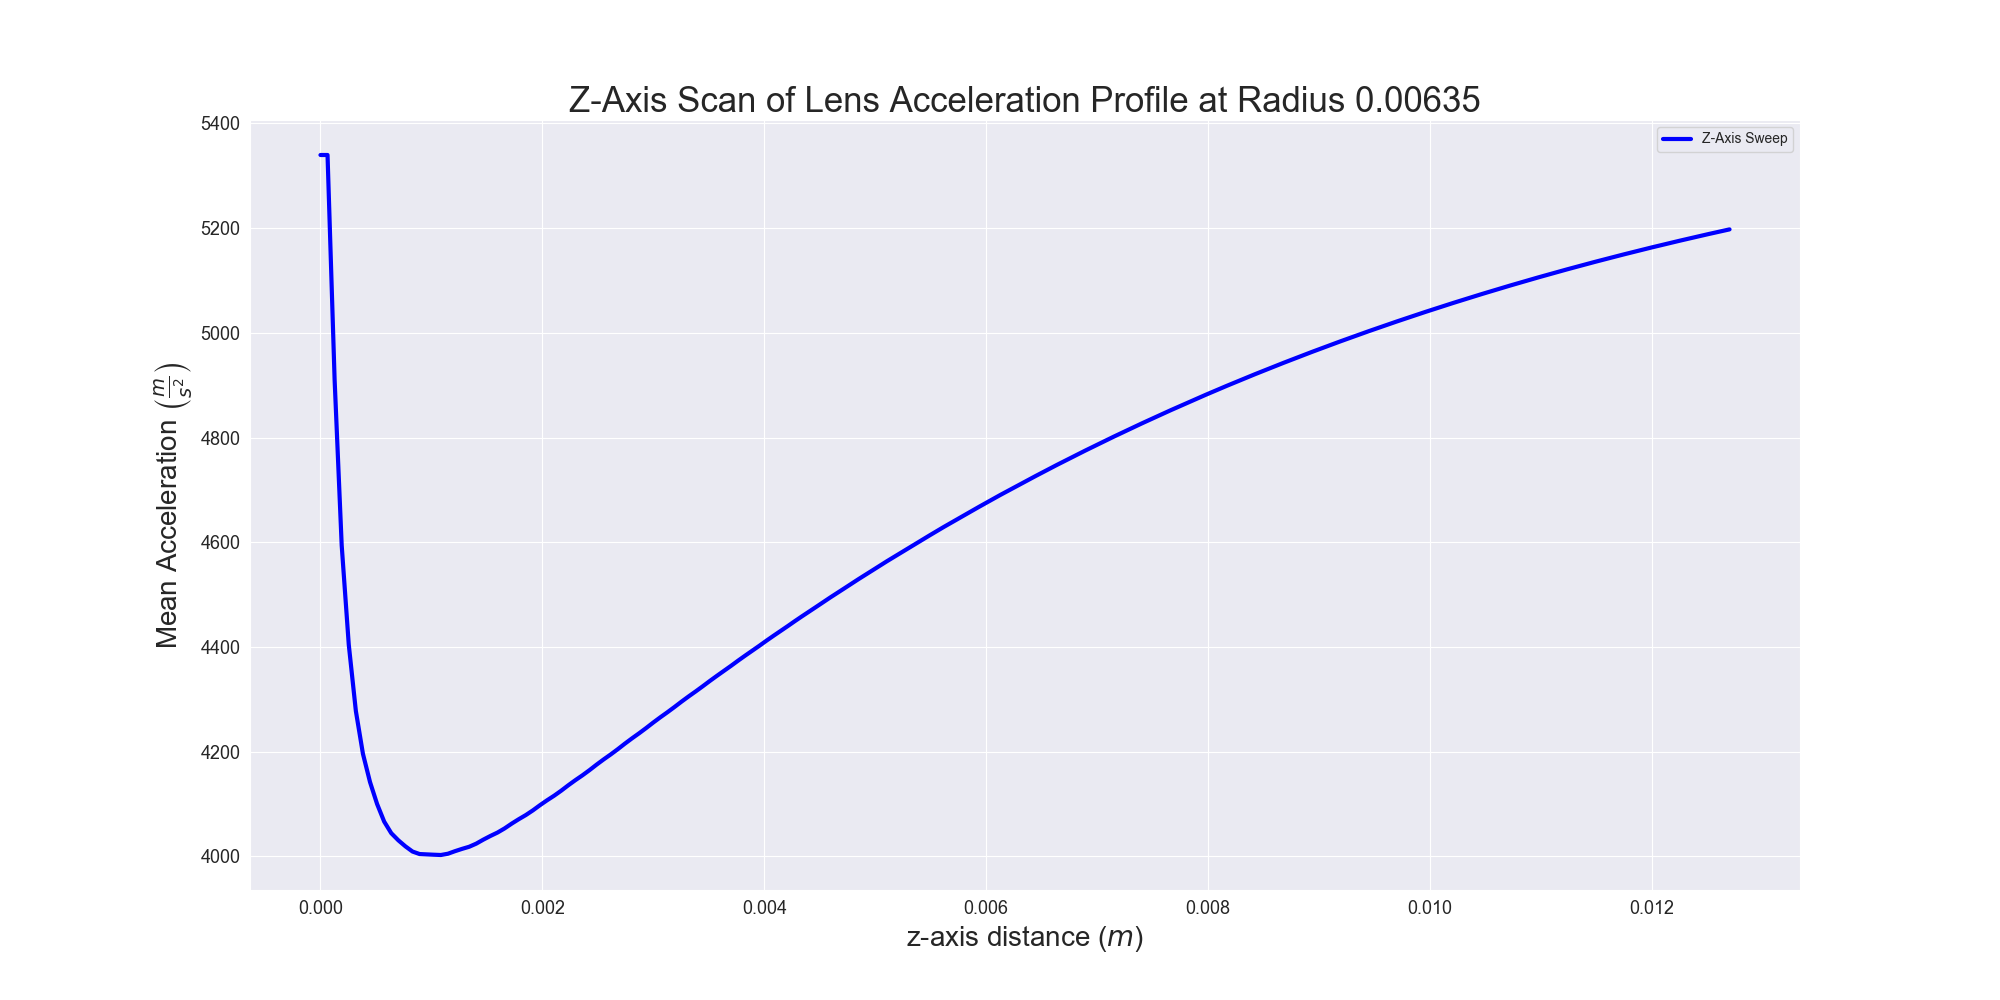 Z-Axis Scan of Lens Acceleration Profile at Radius 0.00635
Z-Axis Sweep
Mean Acceleration (m/s²)
5400
5200
5000
4800
4600
4400
4200
4000
0.000 0.002 0.004 0.006 0.008 0.010 0.012
z-axis distance (m)